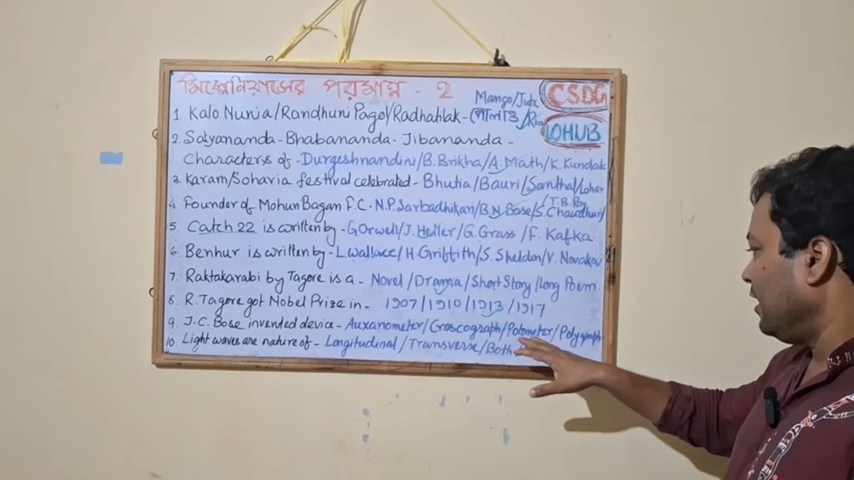 মিলেনিয়াসের পরমান্ন - 2
CSDG
IQHUB
Mango/Jute
1 Kalo Nunia/Randhuni Pagol/Radhatilak-(পোলাও/Rice
2. Satyananda-Bhabananda-Jibananda-
Characters of -Durgeshnandini/B.Brikha/A.Math/K.Kundala
3. Karam/Soharia festival celebrated- Bhutia/Bauri/Santhal/Lohar
4. Founder of Mohun Bagan F.C.-N.P.Sarbadhikari/B.N.Bose/S.Chaudhuri
/T.B.Roy
5. Catch 22 is written by - G.Orwell/J.Heller/G.Grass/F.Kafka
6. Benhur is written by - L.Wallace/H.Griffith/S.Sheldon/V.Novakov
7. Raktakarabi by Tagore is a - Novel/Drama/Short Story/Long Poem.
8. R.Tagore got Nobel Prize in - 1907/1910/1913/1917
9. J.C. Bose invented device - Auxanometer/Crescograph/Potometer/Polygraph
10. Light waves are nature of - Longitudinal/Transverse/Both